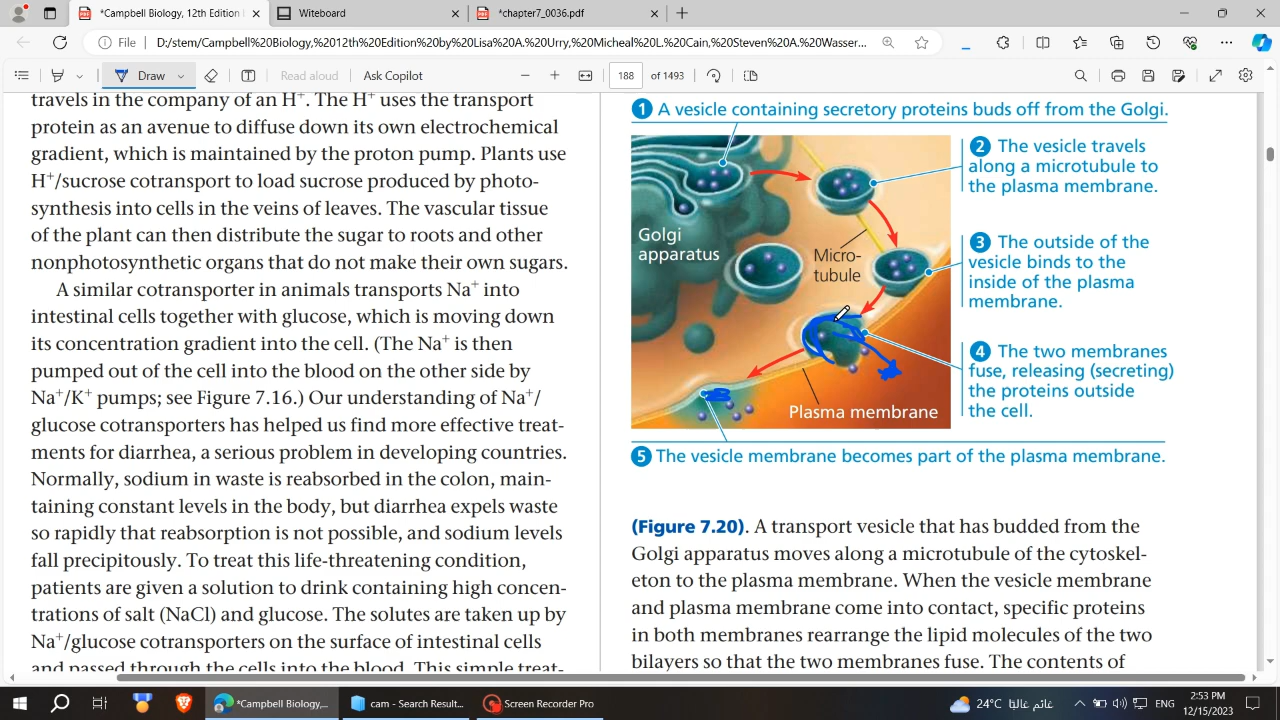 *Campbell Biology, 12th Edition
Witeboard
*chapter7_0036.pdf
File
D:/stem/Campbell%20Biology,%2012th%20Edition%20by%20Lisa%20A.%20Urry,%20Micheal%20L.%20Cain,%20Steven%20A.%20Wasser...
Draw
Read aloud
Ask Copilot
188 of 1493
travels in the company of an H+. The H+ uses the transport
protein as an avenue to diffuse down its own electrochemical
gradient, which is maintained by the proton pump. Plants use
H+/sucrose cotransport to load sucrose produced by photo-
synthesis into cells in the veins of leaves. The vascular tissue
of the plant can then distribute the sugar to roots and other
nonphotosynthetic organs that do not make their own sugars.
A similar cotransporter in animals transports Na+ into
intestinal cells together with glucose, which is moving down
its concentration gradient into the cell. (The Na+ is then
pumped out of the cell into the blood on the other side by
Na+/K+ pumps; see Figure 7.16.) Our understanding of Na+/
glucose cotransporters has helped us find more effective treat-
ments for diarrhea, a serious problem in developing countries.
Normally, sodium in waste is reabsorbed in the colon, main-
taining constant levels in the body, but diarrhea expels waste
so rapidly that reabsorption is not possible, and sodium levels
fall precipitously. To treat this life-threatening condition,
patients are given a solution to drink containing high concen-
trations of salt (NaCl) and glucose. The solutes are taken up by
Na+/glucose cotransporters on the surface of intestinal cells
and passed through the cells into the blood. This simple treat-
1 A vesicle containing secretory proteins buds off from the Golgi.
2 The vesicle travels
along a microtubule to
the plasma membrane.
Golgi
apparatus
Micro-
tubule
3 The outside of the
vesicle binds to the
inside of the plasma
membrane.
4 The two membranes
fuse, releasing (secreting)
the proteins outside
the cell.
Plasma membrane
5 The vesicle membrane becomes part of the plasma membrane.
(Figure 7.20). A transport vesicle that has budded from the
Golgi apparatus moves along a microtubule of the cytoskel-
eton to the plasma membrane. When the vesicle membrane
and plasma membrane come into contact, specific proteins
in both membranes rearrange the lipid molecules of the two
bilayers so that the two membranes fuse. The contents of
*Campbell Biology,...
cam - Search Result...
Screen Recorder Pro
24°C غائم غالبًا
ENG
2:53 PM
12/15/2023